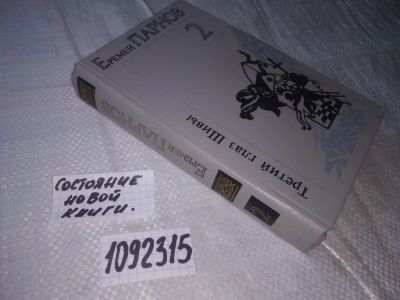 ЕРЕМЕЙ ПАРНОВ
2
Третий глаз Шивы
ЕРЕМЕЙ ПАРНОВ
2
СОСТОЯНИЕ
НОВОЙ
КНИГИ.
1092315